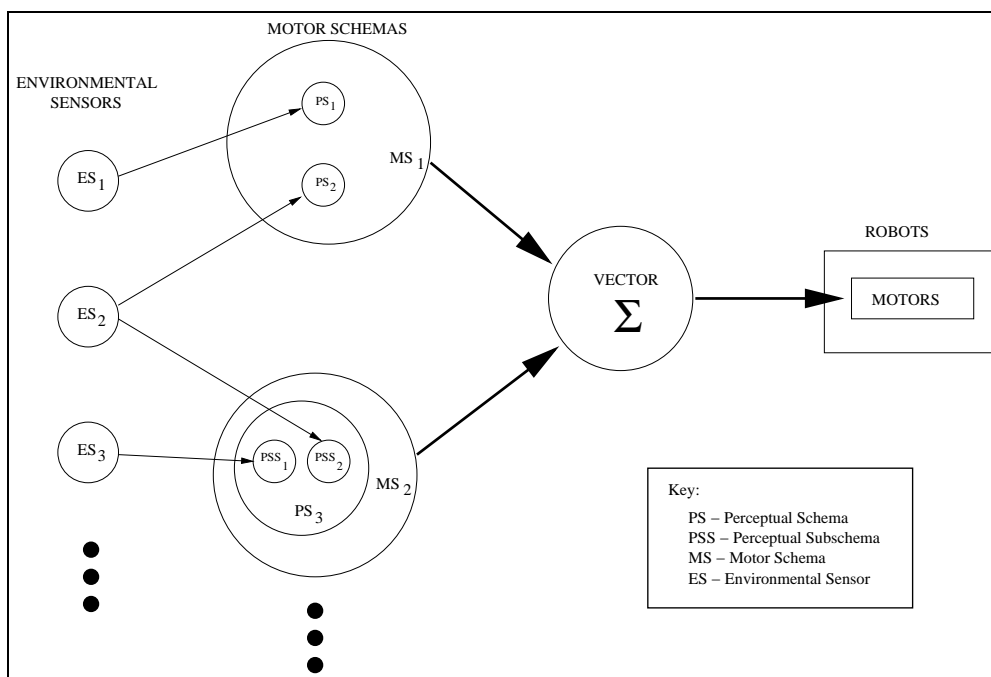 MOTOR SCHEMAS
ENVIRONMENTAL
SENSORS
PS1
MS1
ES1
PS2
ROBOTS
VECTOR
Σ
MOTORS
ES2
ES3
PSS1
PSS2
MS2
PS3
Key:
PS – Perceptual Schema
PSS – Perceptual Subschema
MS – Motor Schema
ES – Environmental Sensor